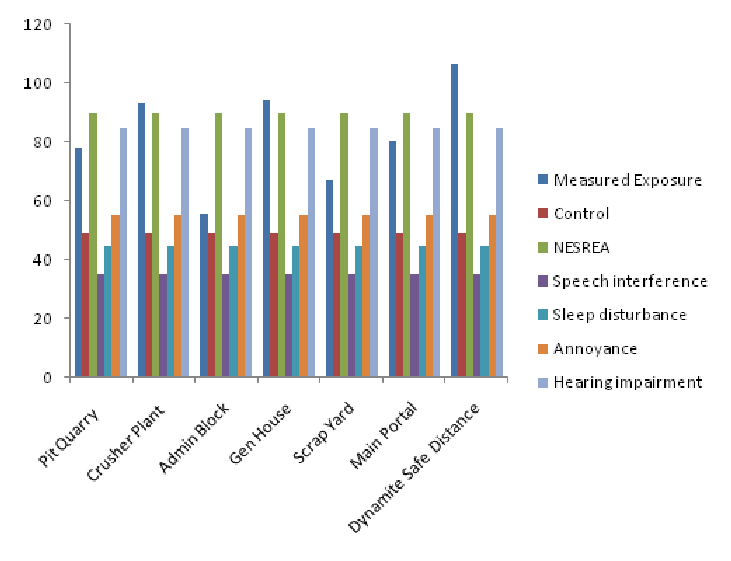 120
100
80
60
40
20
0
Pit Quarry
Crusher Plant
Admin Block
Gen House
Scrap Yard
Main Portal
Dynamite Safe Distance
Measured Exposure
Control
NESREA
Speech interference
Sleep disturbance
Annoyance
Hearing impairment